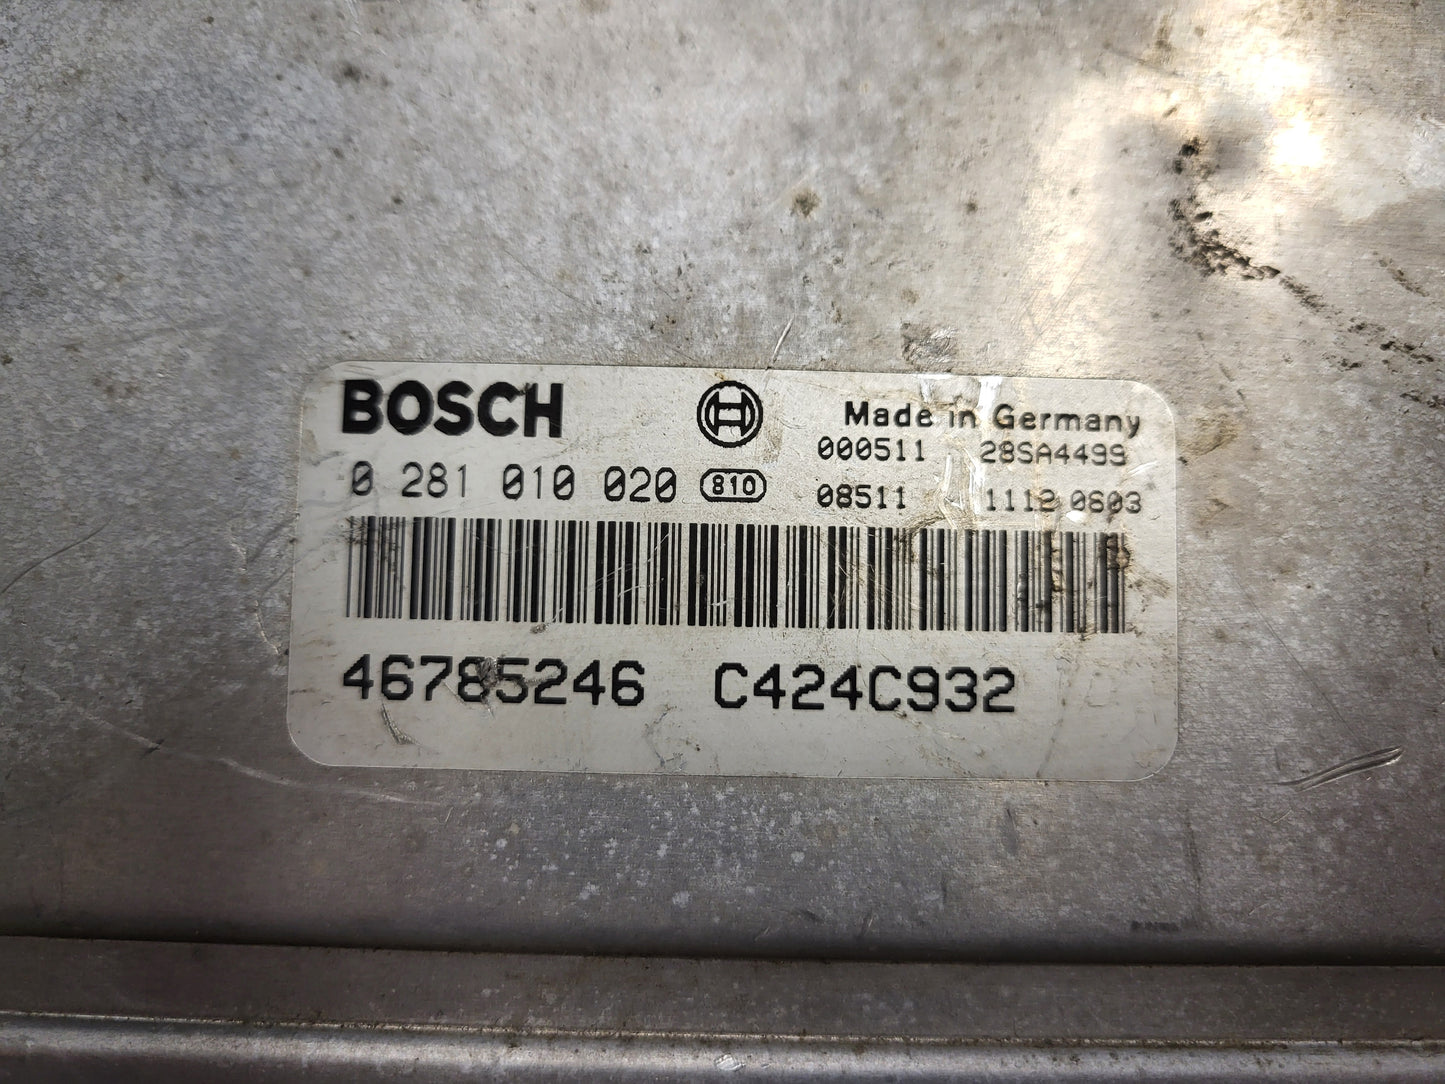 BOSCH Made in Germany
000511 28SA4499
0 281 010 020 810 08511 1112 0603
46785246 C424C932